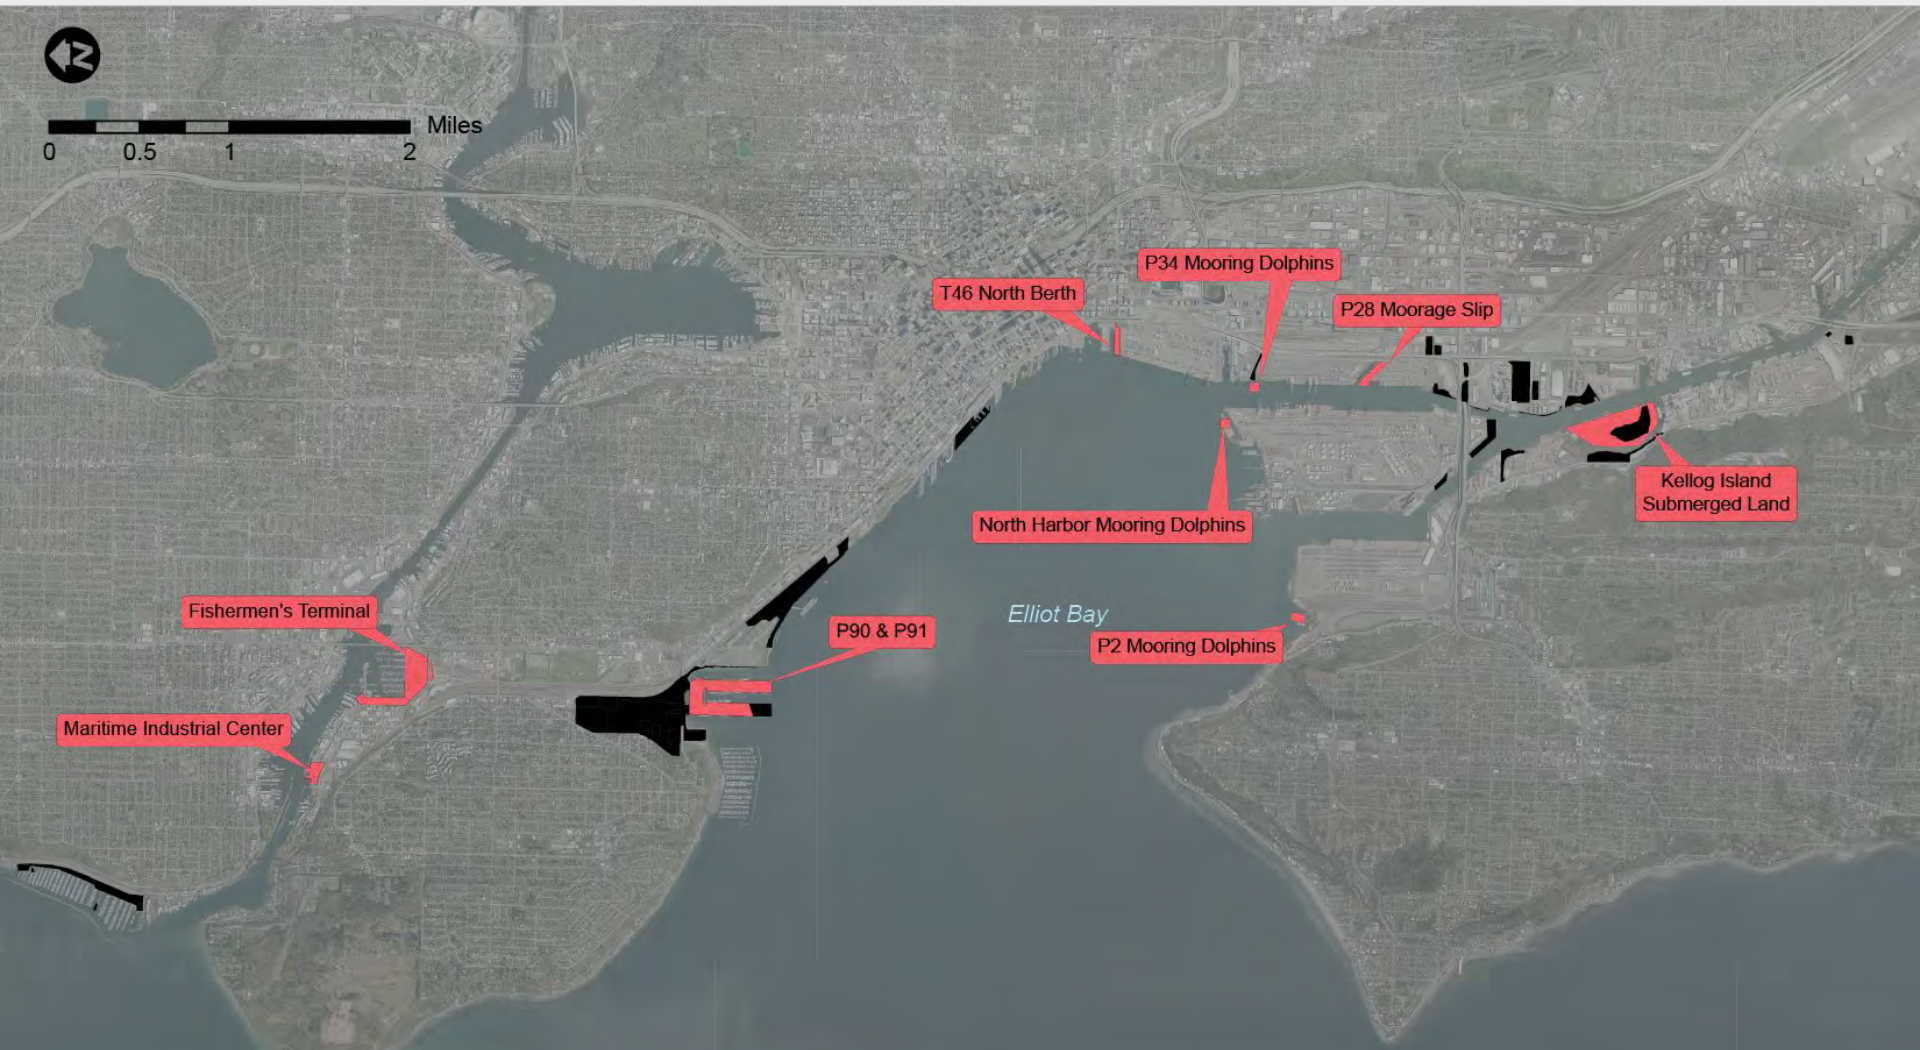 N
Miles
0 0.5 1 2
P34 Mooring Dolphins
T46 North Berth
P28 Moorage Slip
Kellog Island
Submerged Land
North Harbor Mooring Dolphins
Fishermen's Terminal
Elliot Bay
P90 & P91
P2 Mooring Dolphins
Maritime Industrial Center